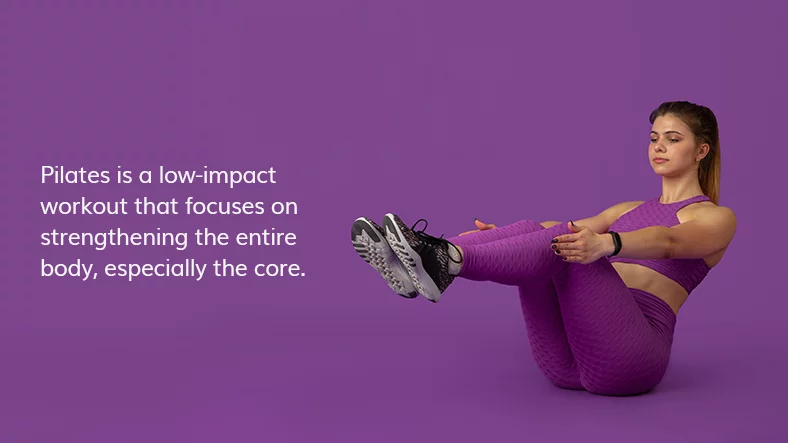 Pilates is a low-impact
workout that focuses on
strengthening the entire
body, especially the core.